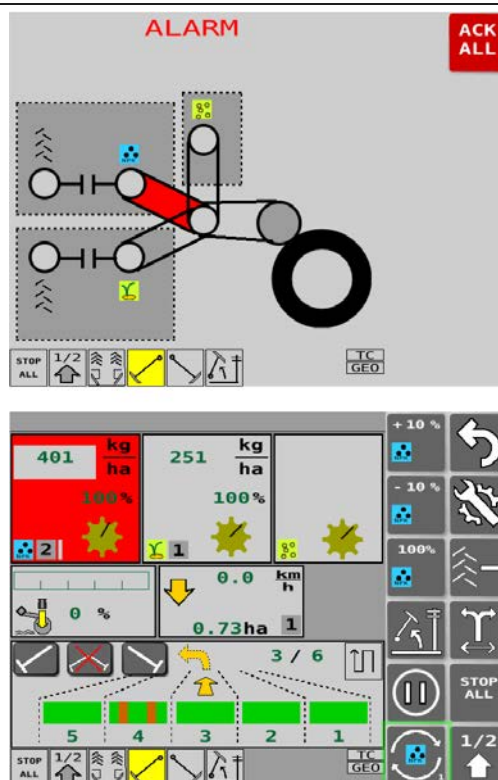 ALARM
ACK
ALL
STOP
ALL
1/2
TC
GEO
+10 %
401 kg
ha
251 kg
ha
100%
100%
- 10 %
2
1
100%
0 %
0.0 km
h
0.73ha 1
3 / 6
STOP
ALL
5 4 3 2 1
STOP
ALL
1/2
TC
GEO
1/2